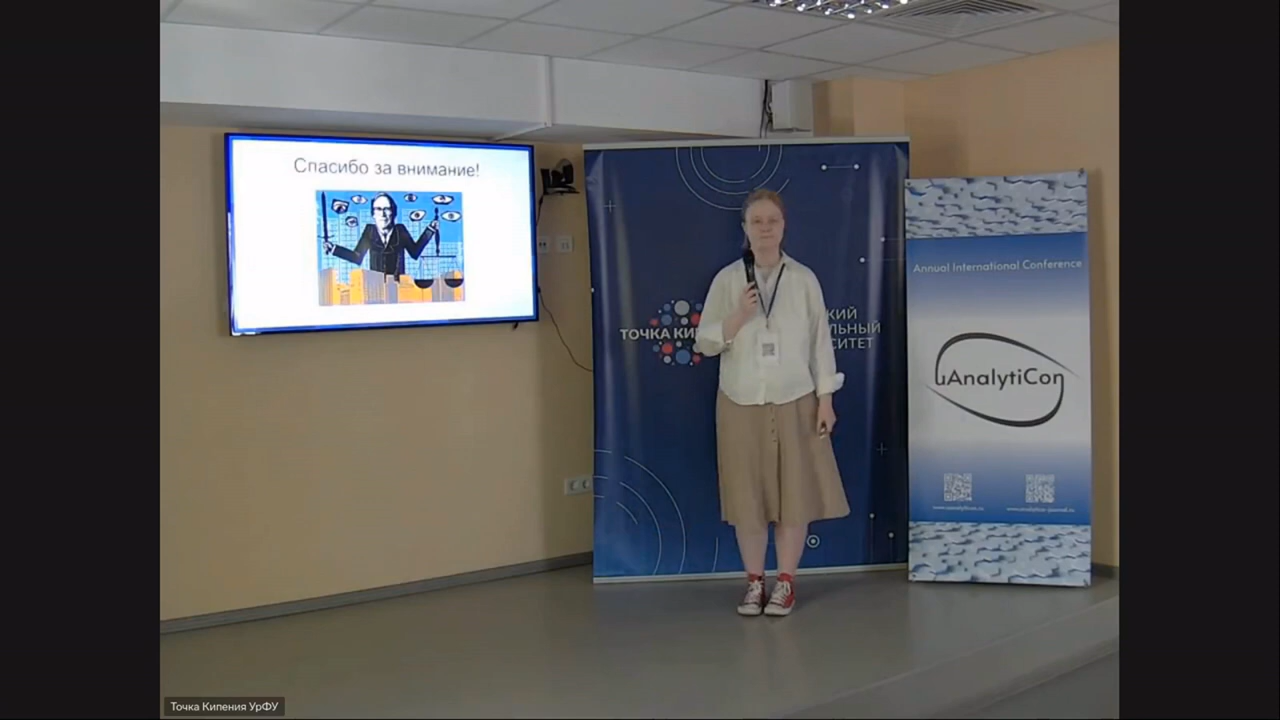 Спасибо за внимание!
ТОЧКА КИ
КИЙ
ЛЬНЫЙ
СИТЕТ
Annual International Conference
uAnalytiCon
Точка Кипения УрФУ